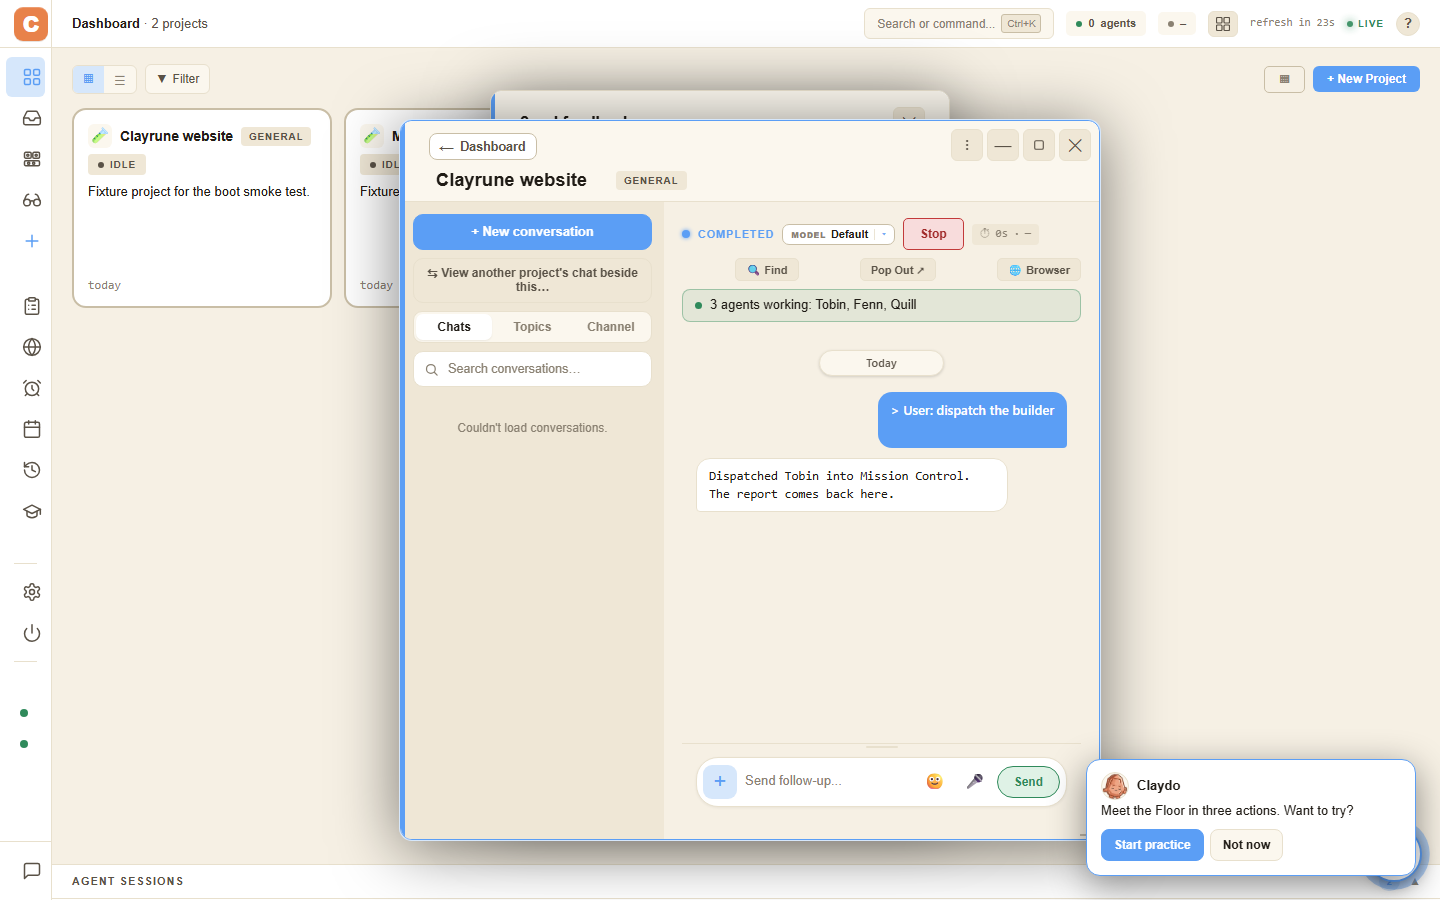 C
Dashboard · 2 projects
Search or command... Ctrl+K
0 agents
–
refresh in 23s
LIVE
?
Filter
+ New Project
Clayrune website GENERAL
IDLE
Fixture project for the boot smoke test.
today
M
IDL
Fixture
today
← Dashboard
Clayrune website GENERAL
+ New conversation
⇆ View another project's chat beside
this...
Chats Topics Channel
Search conversations...
Couldn't load conversations.
COMPLETED MODEL Default Stop 0s · –
Find Pop Out ↗ Browser
3 agents working: Tobin, Fenn, Quill
Today
> User: dispatch the builder
Dispatched Tobin into Mission Control.
The report comes back here.
+ Send follow-up... Send
Claydo
Meet the Floor in three actions. Want to try?
Start practice Not now
AGENT SESSIONS